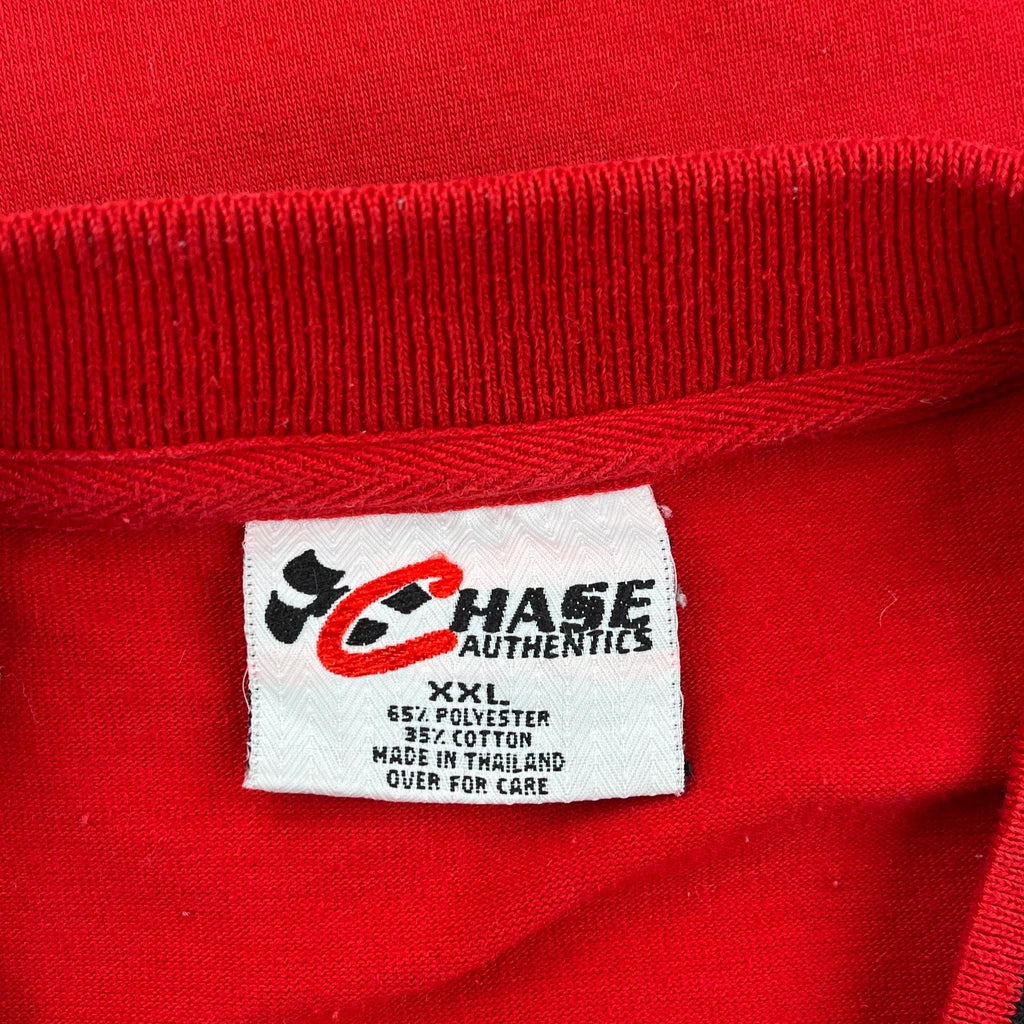 CHASE
AUTHENTICS
XXL
65% POLYESTER
35% COTTON
MADE IN THAILAND
OVER FOR CARE